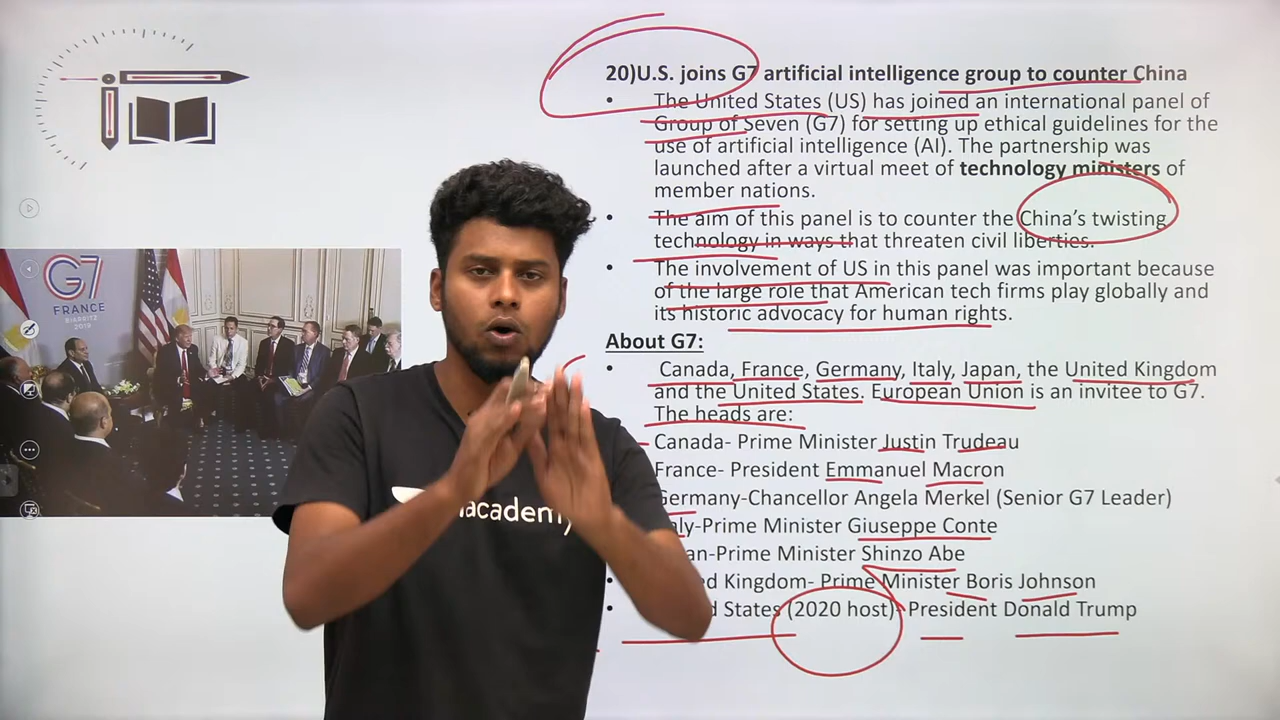 20)U.S. joins G7 artificial intelligence group to counter China
• The United States (US) has joined an international panel of
Group of Seven (G7) for setting up ethical guidelines for the
use of artificial intelligence (AI). The partnership was
launched after a virtual meet of technology ministers of
member nations.
• The aim of this panel is to counter the China's twisting
technology in ways that threaten civil liberties.
• The involvement of US in this panel was important because
of the large role that American tech firms play globally and
its historic advocacy for human rights.
About G7:
• Canada, France, Germany, Italy, Japan, the United Kingdom
and the United States. European Union is an invitee to G7.
The heads are:
Canada- Prime Minister Justin Trudeau
France- President Emmanuel Macron
Germany-Chancellor Angela Merkel (Senior G7 Leader)
aly-Prime Minister Giuseppe Conte
an-Prime Minister Shinzo Abe
• ed Kingdom- Prime Minister Boris Johnson
• d States (2020 host)- President Donald Trump
G7
FRANCE
BIARRITZ
2019
nacademy